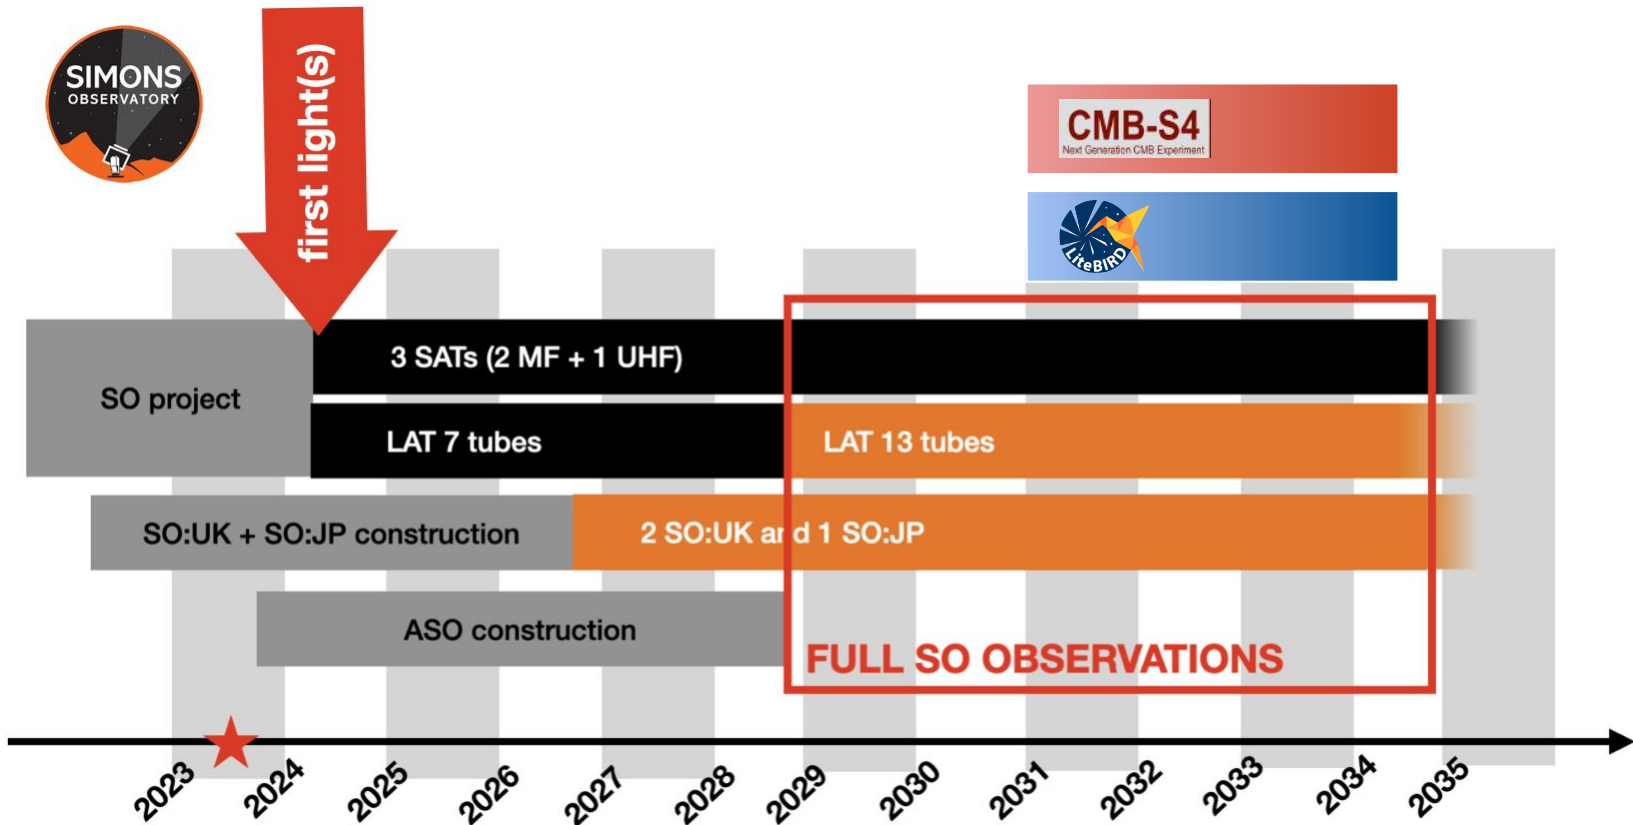 SIMONS
OBSERVATORY
first light(s)
CMB-S4
Next Generation CMB Experiment
LiteBIRD
3 SATs (2 MF + 1 UHF)
SO project
LAT 7 tubes
LAT 13 tubes
SO:UK + SO:JP construction
2 SO:UK and 1 SO:JP
ASO construction
FULL SO OBSERVATIONS
2023
2024
2025
2026
2027
2028
2029
2030
2031
2032
2033
2034
2035